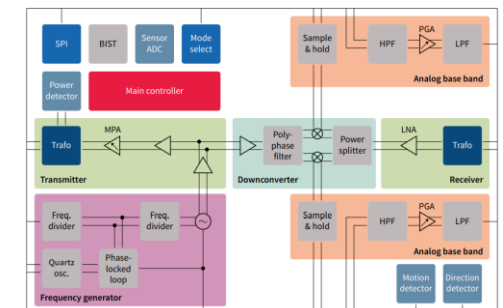 SPI
BIST
Sensor
ADC
Mode
select
Sample
& hold
HPF
PGA
LPF
Analog base band
Power
detector
Main controller
Trafo
MPA
Transmitter
Poly-
phase
filter
Power
splitter
Downconverter
LNA
Trafo
Receiver
Freq.
divider
Freq.
divider
Quartz
osc.
Phase-
locked
loop
Frequency generator
Sample
& hold
HPF
PGA
LPF
Analog base band
Motion
detector
Direction
detector